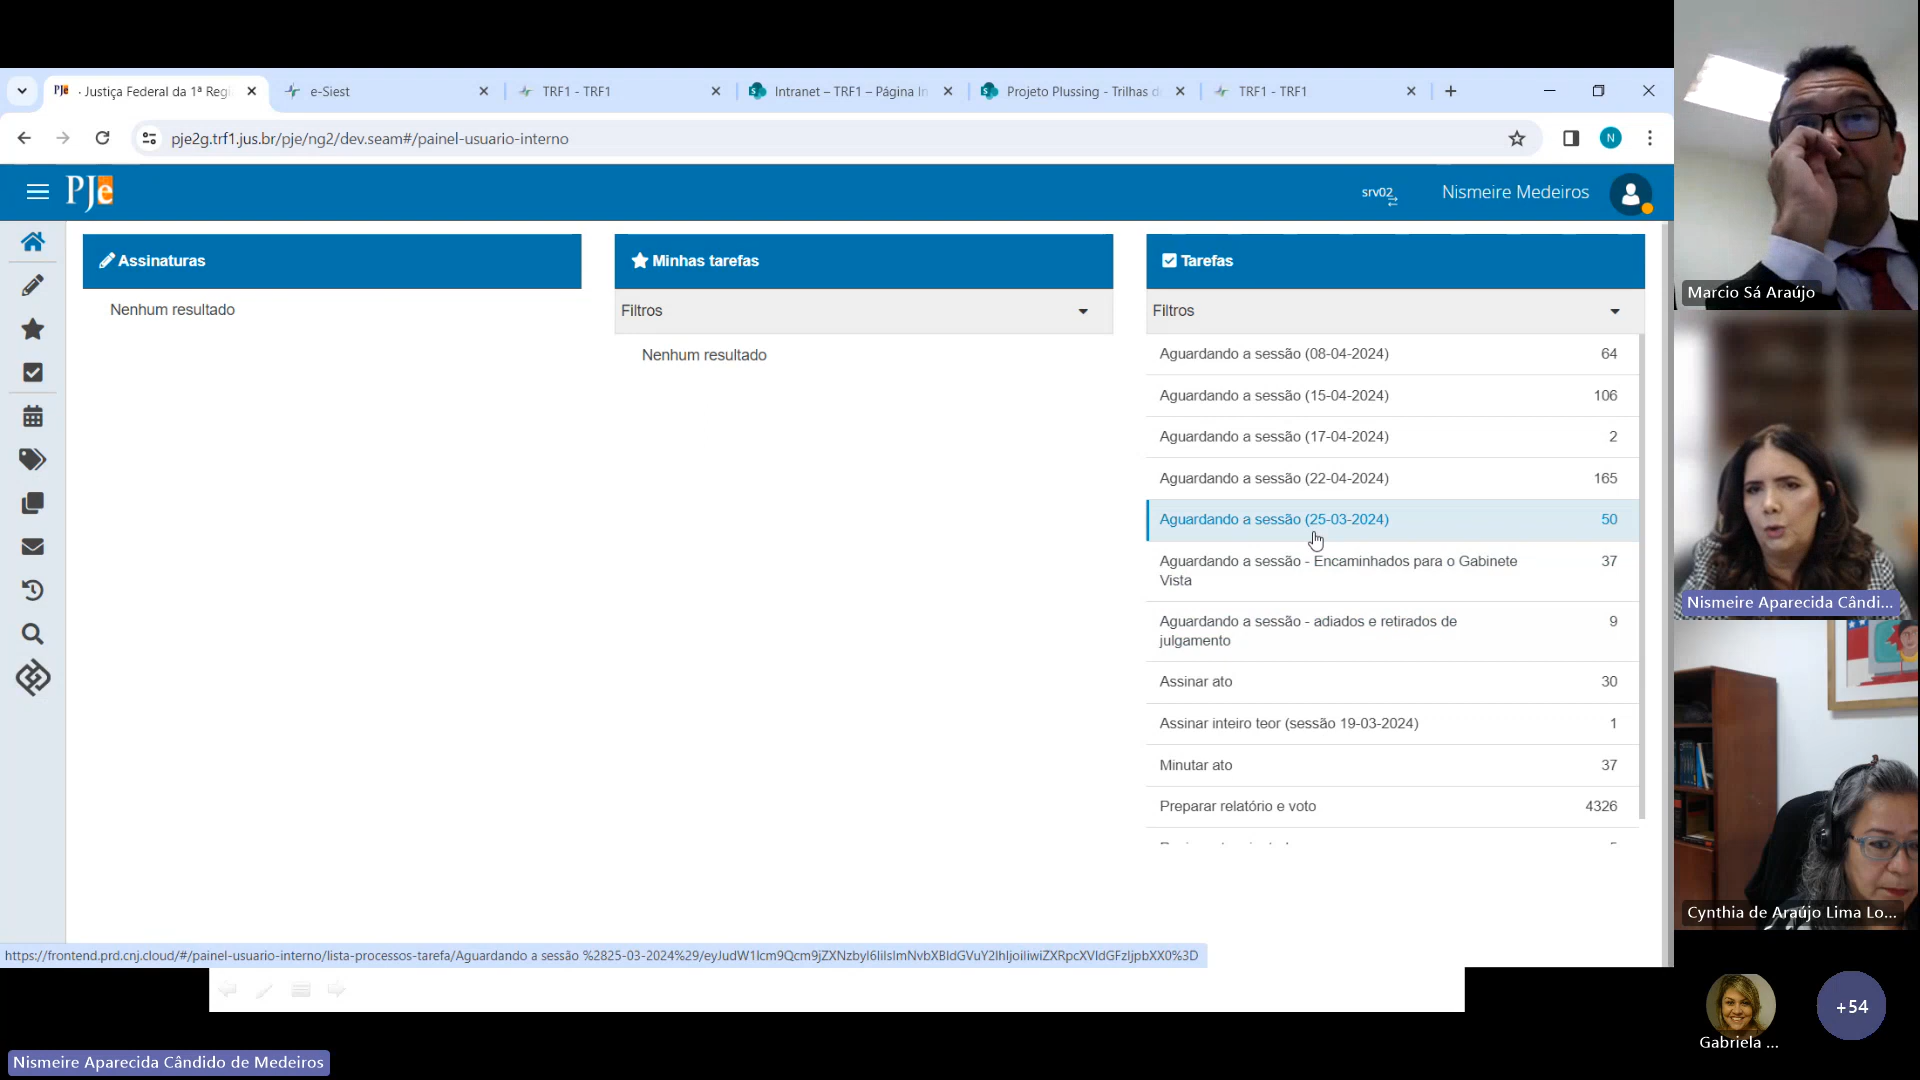 PJe · Justiça Federal da 1ª Regi
e-Siest
TRF1 - TRF1
Intranet – TRF1 – Página In
Projeto Plussing - Trilhas d
TRF1 - TRF1
pje2g.trf1.jus.br/pje/ng2/dev.seam#/painel-usuario-interno
N
PJe
srv02
Nismeire Medeiros
Assinaturas
Nenhum resultado
Minhas tarefas
Filtros
Nenhum resultado
Tarefas
Filtros
Aguardando a sessão (08-04-2024) 64
Aguardando a sessão (15-04-2024) 106
Aguardando a sessão (17-04-2024) 2
Aguardando a sessão (22-04-2024) 165
Aguardando a sessão (25-03-2024) 50
Aguardando a sessão - Encaminhados para o Gabinete 37
Vista
Aguardando a sessão - adiados e retirados de 9
julgamento
Assinar ato 30
Assinar inteiro teor (sessão 19-03-2024) 1
Minutar ato 37
Preparar relatório e voto 4326
https://frontend.prd.cnj.cloud/#/painel-usuario-interno/lista-processos-tarefa/Aguardando a sessão %2825-03-2024%29/
Nismeire Aparecida Cândido de Medeiros
Marcio Sá Araújo
Nismeire Aparecida Cândi...
Cynthia de Araújo Lima Lo...
Gabriela ...
+54